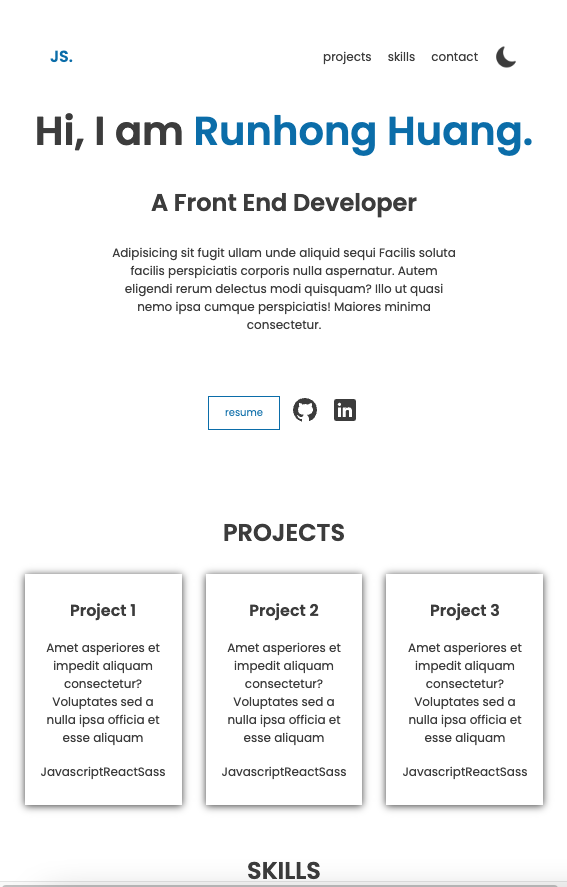 JS.
projects skills contact
Hi, I am Runhong Huang.
A Front End Developer
Adipisicing sit fugit ullam unde aliquid sequi Facilis soluta
facilis perspiciatis corporis nulla aspernatur. Autem
eligendi rerum delectus modi quisquam? Illo ut quasi
nemo ipsa cumque perspiciatis! Maiores minima
consectetur.
resume
in
PROJECTS
Project 1
Amet asperiores et
impedit aliquam
consectetur?
Voluptates sed a
nulla ipsa officia et
esse aliquam
JavascriptReactSass
Project 2
Amet asperiores et
impedit aliquam
consectetur?
Voluptates sed a
nulla ipsa officia et
esse aliquam
JavascriptReactSass
Project 3
Amet asperiores et
impedit aliquam
consectetur?
Voluptates sed a
nulla ipsa officia et
esse aliquam
JavascriptReactSass
SKILLS